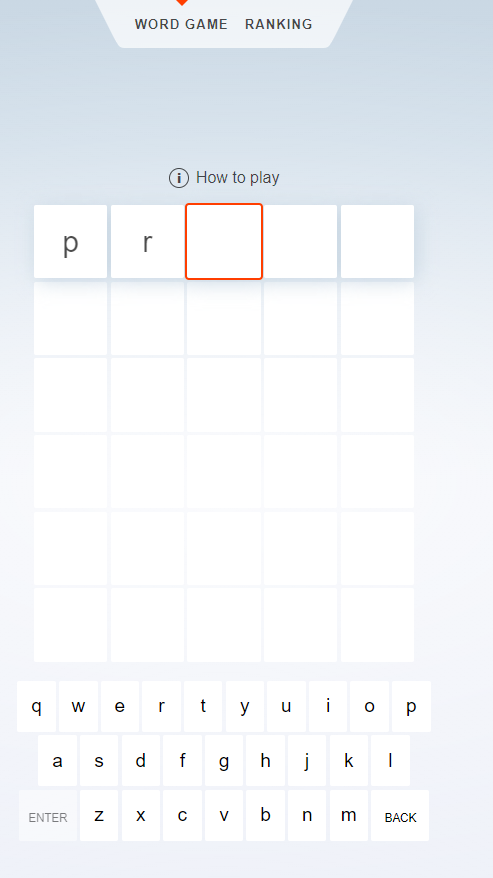 WORD GAME RANKING
i How to play
p r
q w e r t y u i o p
a s d f g h j k l
ENTER z x c v b n m BACK